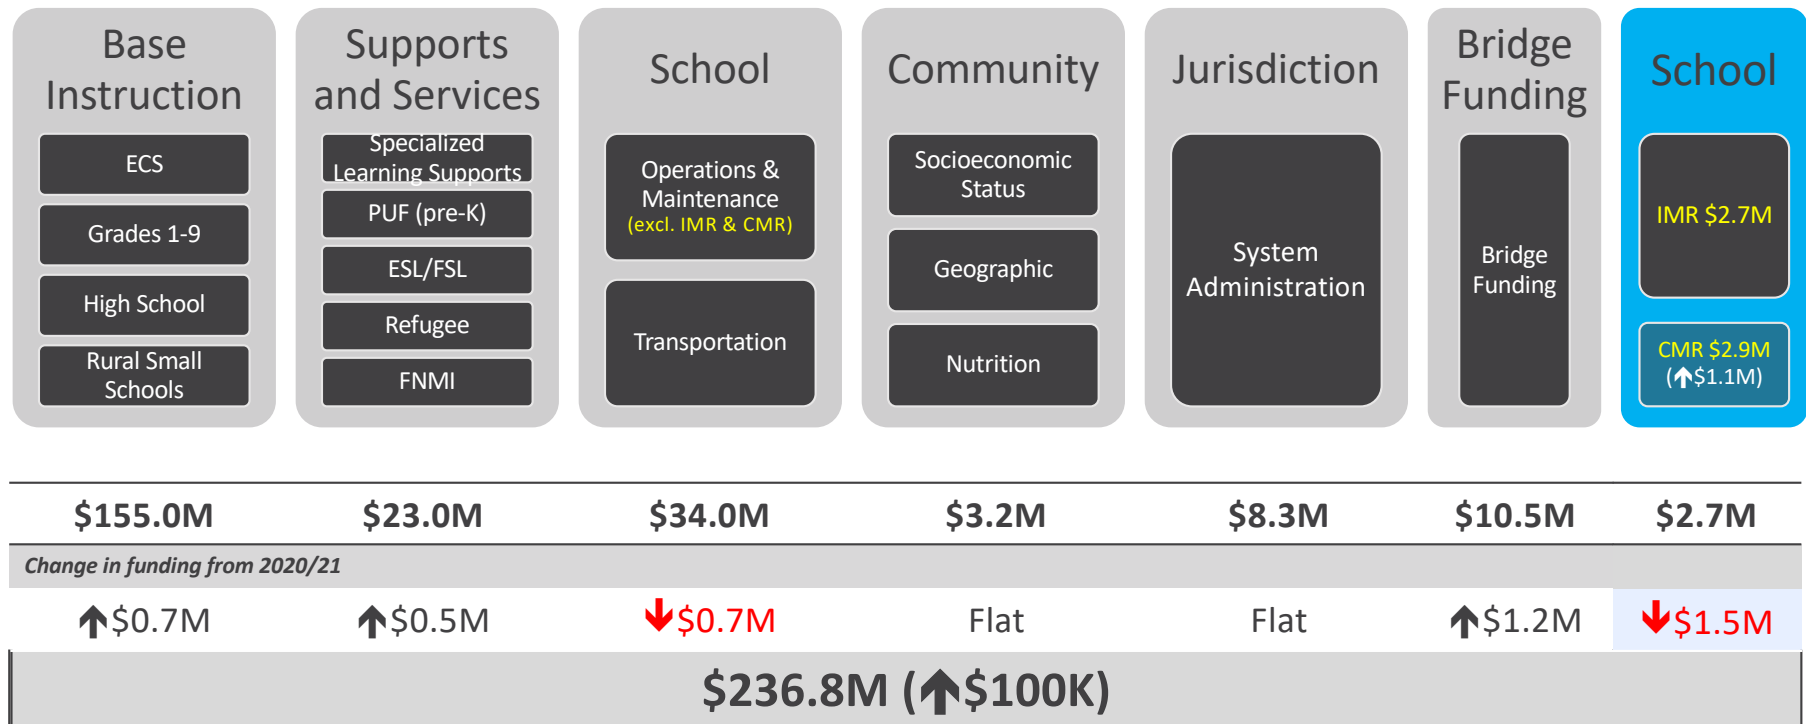 Base
Instruction
ECS
Grades 1-9
High School
Rural Small
Schools
Supports
and Services
Specialized
Learning Supports
PUF (pre-K)
ESL/FSL
Refugee
FNMI
School
Operations &
Maintenance
(excl. IMR & CMR)
Transportation
Community
Socioeconomic
Status
Geographic
Nutrition
Jurisdiction
System
Administration
Bridge
Funding
Bridge
Funding
School
IMR $2.7M
CMR $2.9M
(🡹$1.1M)
$155.0M $23.0M $34.0M $3.2M $8.3M $10.5M $2.7M
Change in funding from 2020/21
🡹$0.7M 🡹$0.5M 🡻$0.7M Flat Flat 🡹$1.2M 🡻$1.5M
$236.8M (🡹$100K)